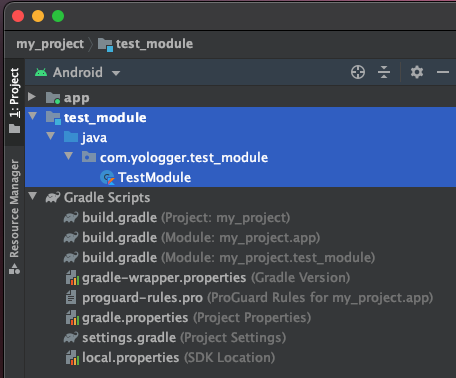 my_project test_module
Android
1: Project
Resource Manager
app
test_module
java
com.yologger.test_module
TestModule
Gradle Scripts
build.gradle (Project: my_project)
build.gradle (Module: my_project.app)
build.gradle (Module: my_project.test_module)
gradle-wrapper.properties (Gradle Version)
proguard-rules.pro (ProGuard Rules for my_project.app)
gradle.properties (Project Properties)
settings.gradle (Project Settings)
local.properties (SDK Location)